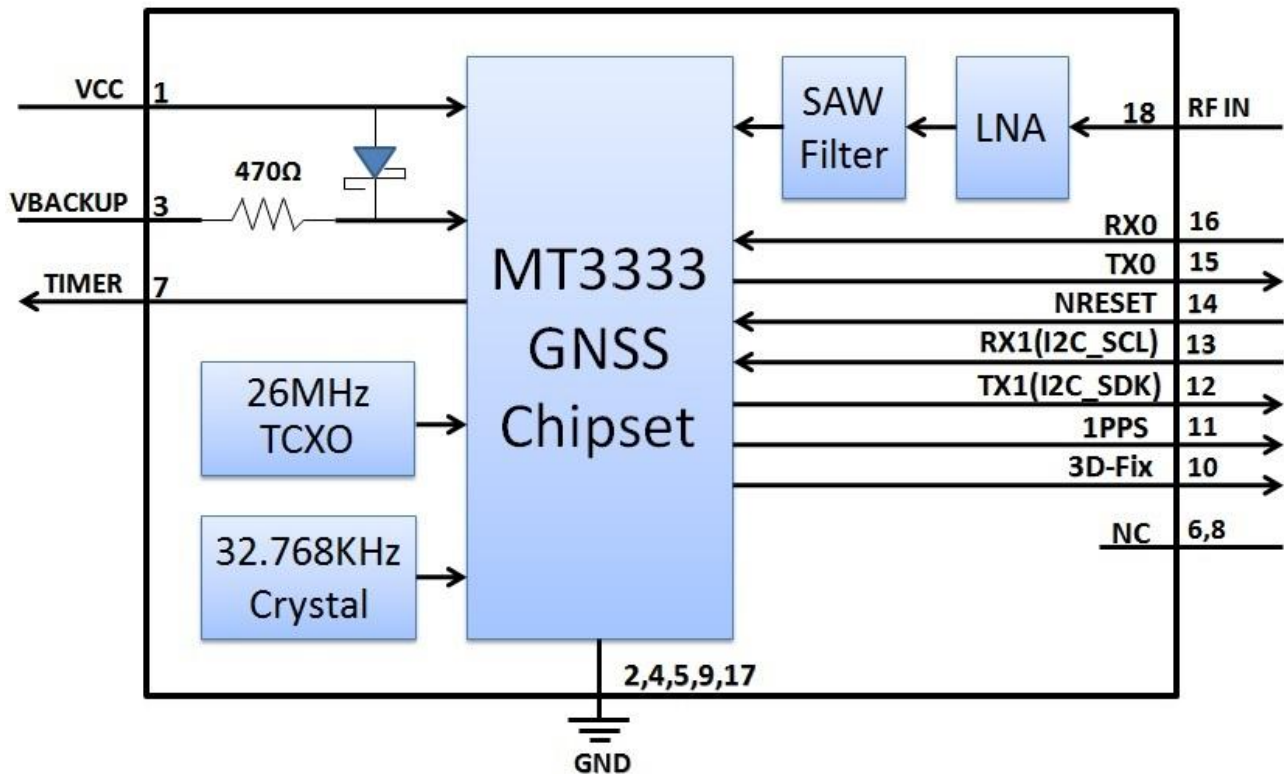 VCC 1
470Ω
VBACKUP 3
TIMER 7
26MHz
TCXO
32.768KHz
Crystal
MT3333
GNSS
Chipset
SAW
Filter
LNA
18 RF IN
RX0 16
TX0 15
NRESET 14
RX1(I2C_SCL) 13
TX1(I2C_SDK) 12
1PPS 11
3D-Fix 10
NC 6,8
2,4,5,9,17
GND